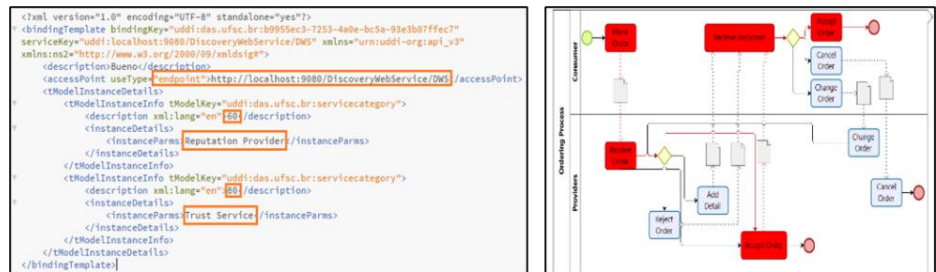 <?xml version="1.0" encoding="UTF-8" standalone="yes"?>
<bindingTemplate bindingKey="uddi:das.ufsc.br:b9955ec3-7253-4a0e-bc5a-93e3b07ffec7"
serviceKey="uddi:localhost:9080/DiscoveryWebService/DWS" xmlns="urn:uddi-org:api_v3"
xmlns:ns2="http://www.w3.org/2000/09/xmldsig#">
<description>Bueno</description>
<accessPoint useType="endpoint">http://localhost:9080/DiscoveryWebService/DWS</accessPoint>
<tModelInstanceDetails>
<tModelInstanceInfo tModelKey="uddi:das.ufsc.br:servicecategory">
<description xml:lang="en">60</description>
<instanceDetails>
<instanceParms>Reputation Provider</instanceParms>
</instanceDetails>
</tModelInstanceInfo>
<tModelInstanceInfo tModelKey="uddi:das.ufsc.br:servicecategory">
<description xml:lang="en">80</description>
<instanceDetails>
<instanceParms>Trust Service</instanceParms>
</instanceDetails>
</tModelInstanceInfo>
</tModelInstanceDetails>
</bindingTemplate>
Ordering Process
Consumer
Place
Order
Receive Response
Accept
Order
Cancel
Order
Change
Order
Providers
Receive
Order
Change
Order
Add
Detail
Cancel
Order
Reject
Order
Accept Order